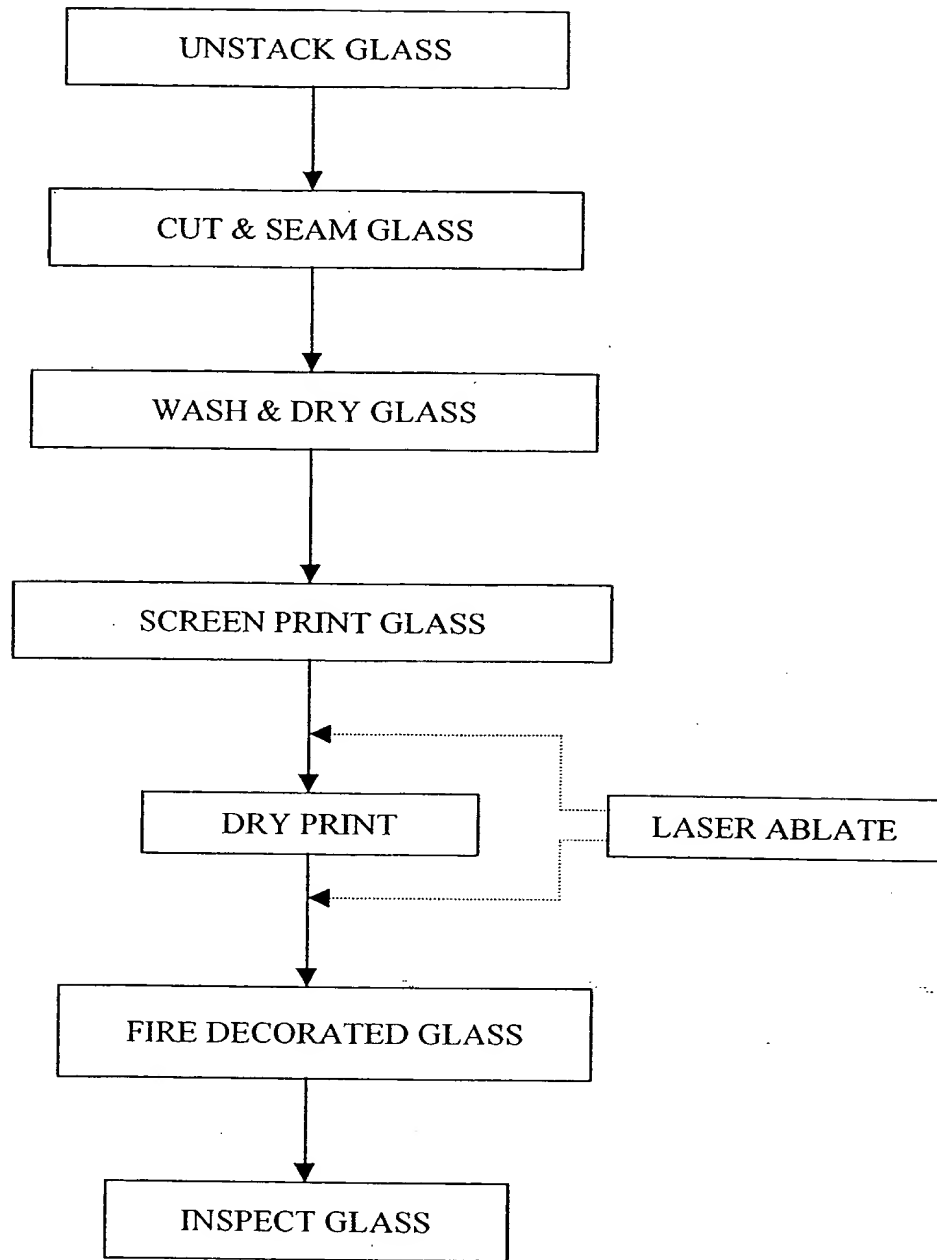 UNSTACK GLASS
CUT & SEAM GLASS
WASH & DRY GLASS
SCREEN PRINT GLASS
DRY PRINT
LASER ABLATE
FIRE DECORATED GLASS
INSPECT GLASS